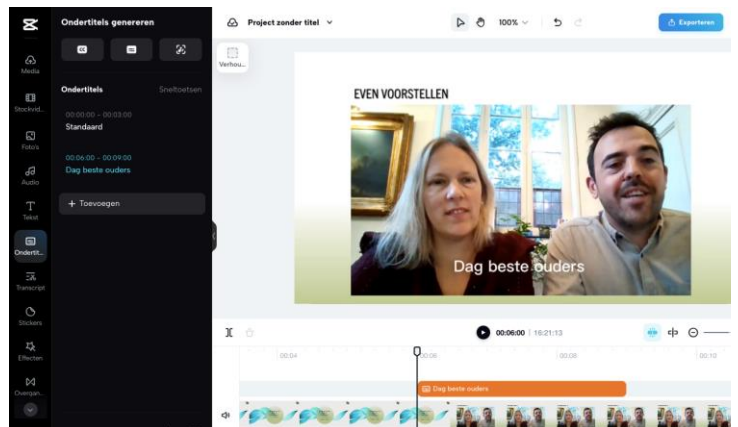 Ondertitels genereren
Project zonder titel
100%
Exporteren
Media
Stockvid...
Foto's
Audio
Tekst
Ondertit...
Transcript
Stickers
Effecten
Overgan...
Ondertitels
Sneltoetsen
00:00:00 – 00:03:00
Standaard
00:06:00 – 00:09:00
Dag beste ouders
+ Toevoegen
Verhou...
EVEN VOORSTELLEN
Dag beste ouders
00:06:00 | 16:21:13
00:04
00:06
00:08
00:10
Dag beste ouders